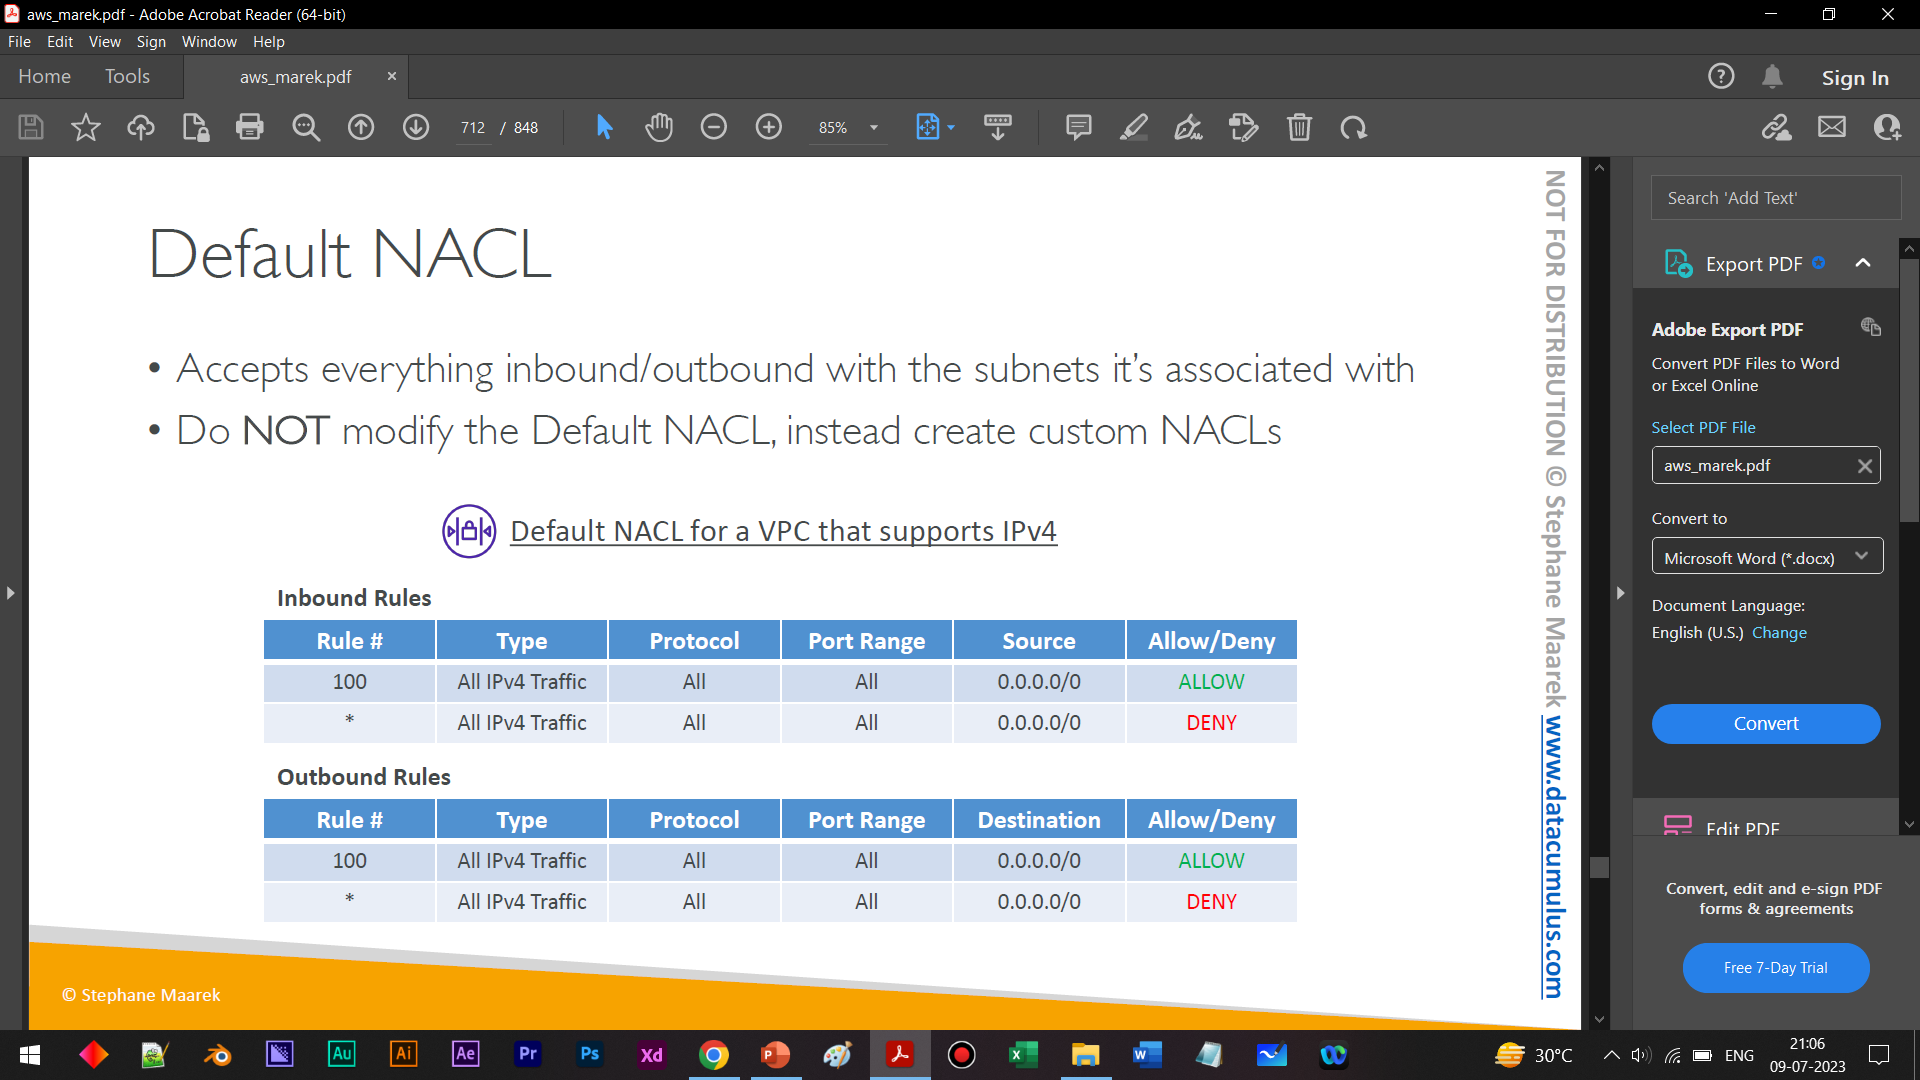 aws_marek.pdf - Adobe Acrobat Reader (64-bit)
File Edit View Sign Window Help
Home Tools aws_marek.pdf Sign In
712 / 848 85%
Default NACL
• Accepts everything inbound/outbound with the subnets it's associated with
• Do NOT modify the Default NACL, instead create custom NACLs
Default NACL for a VPC that supports IPv4
Inbound Rules
Rule # Type Protocol Port Range Source Allow/Deny
100 All IPv4 Traffic All All 0.0.0.0/0 ALLOW
* All IPv4 Traffic All All 0.0.0.0/0 DENY
Outbound Rules
Rule # Type Protocol Port Range Destination Allow/Deny
100 All IPv4 Traffic All All 0.0.0.0/0 ALLOW
* All IPv4 Traffic All All 0.0.0.0/0 DENY
© Stephane Maarek
NOT FOR DISTRIBUTION © Stephane Maarek www.datacumulus.com
Search 'Add Text'
Export PDF
Adobe Export PDF
Convert PDF Files to Word
or Excel Online
Select PDF File
aws_marek.pdf
Convert to
Microsoft Word (*.docx)
Document Language:
English (U.S.) Change
Convert
Edit PDF
Convert, edit and e-sign PDF
forms & agreements
Free 7-Day Trial
Au Ai Ae Pr Ps Xd
30°C ENG 21:06
09-07-2023